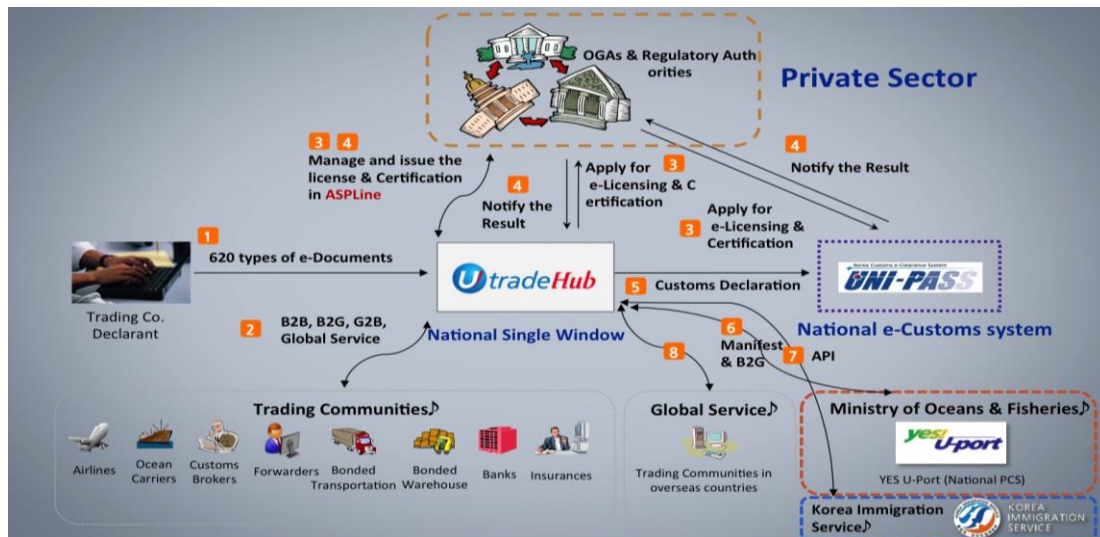 OGAs & Regulatory Auth
orities
Private Sector
3 4
Manage and issue the
license & Certification
in ASPLine
4
Notify the
Result
Apply for 3
e-Licensing & C
ertification
4
Notify the Result
3
Apply for
e-Licensing &
Certification
1
620 types of e-Documents
Trading Co.
Declarant
UtradeHub
National Single Window
5 Customs Declaration
Korea Customs e-Clearance System
UNI-PASS
National e-Customs system
2
B2B, B2G, G2B,
Global Service
6
Manifest
& B2G
7 API
8
Trading Communities♪
Airlines
Ocean
Carriers
Customs
Brokers
Forwarders
Bonded
Transportation
Bonded
Warehouse
Banks
Insurances
Global Service♪
Trading Communities in
overseas countries
Ministry of Oceans & Fisheries♪
yes! U-port
YES U-Port (National PCS)
Korea Immigration
Service♪
KOREA
IMMIGRATION
SERVICE